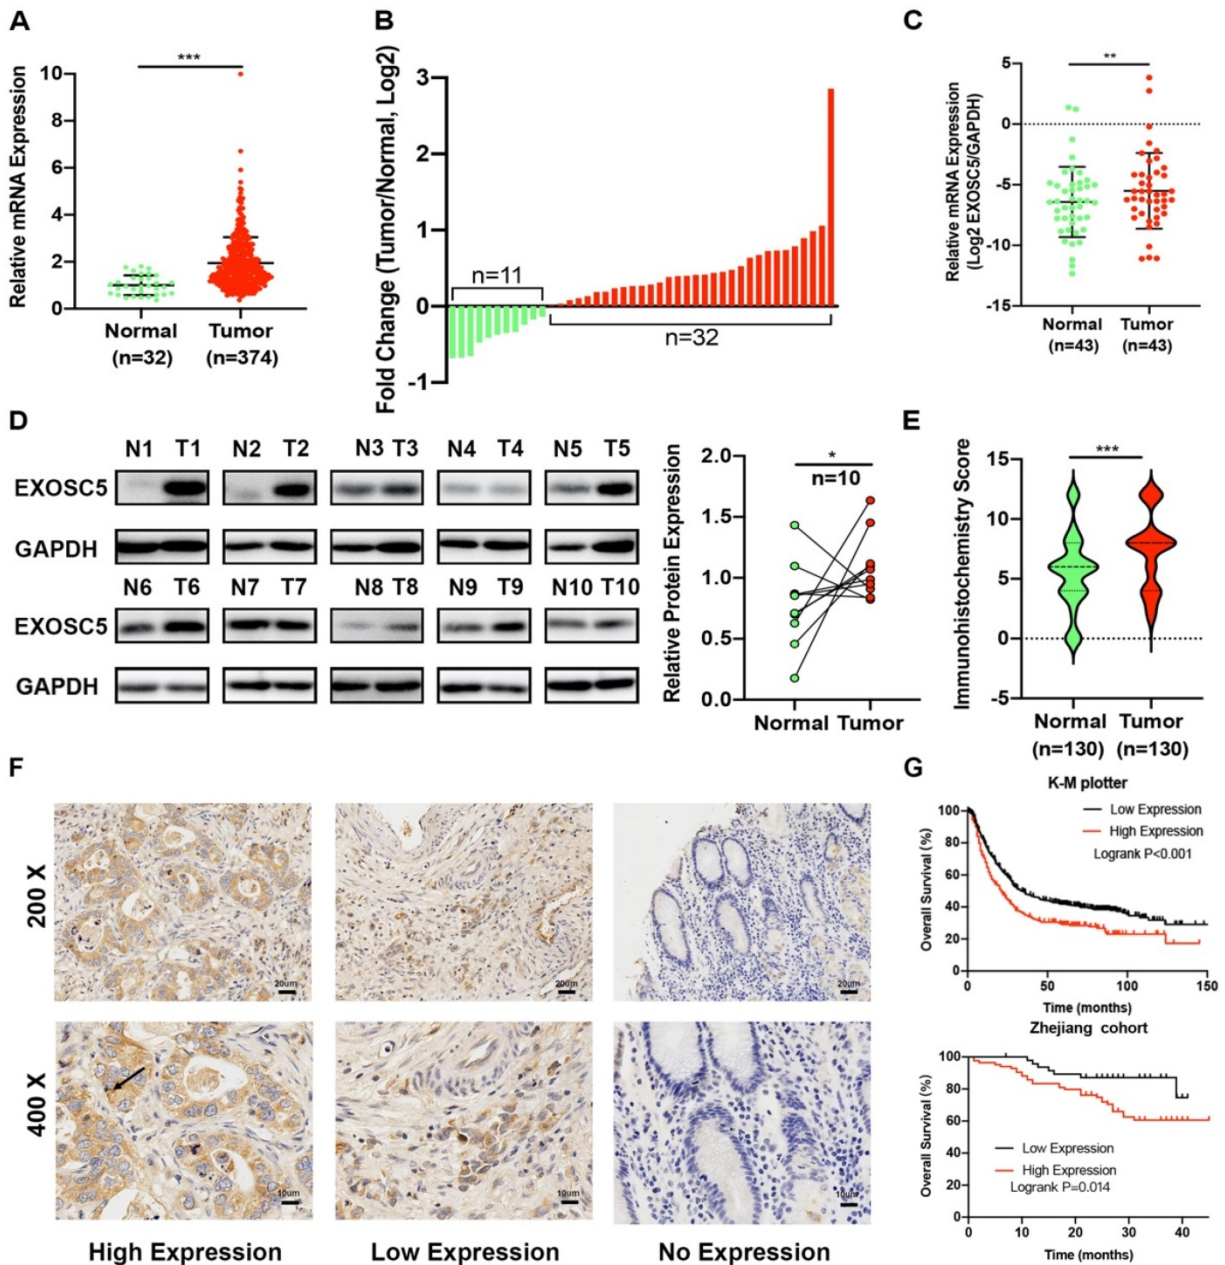 A
***
Relative mRNA Expression
10
8
6
4
2
0
Normal Tumor
(n=32) (n=374)
B
Fold Change (Tumor/Normal, Log2)
3
2
1
0
-1
n=11
n=32
C
**
Relative mRNA Expression
(Log2 EXOSC5/GAPDH)
5
0
-5
-10
-15
Normal Tumor
(n=43) (n=43)
D
N1 T1 N2 T2 N3 T3 N4 T4 N5 T5
EXOSC5
GAPDH
N6 T6 N7 T7 N8 T8 N9 T9 N10 T10
EXOSC5
GAPDH
Relative Protein Expression
2.0
1.5
1.0
0.5
0.0
*
n=10
Normal Tumor
E
***
Immunohistochemistry Score
15
10
5
0
-5
Normal Tumor
(n=130) (n=130)
F
200 X
20um 20um 20um
400 X
10um 10um 10um
High Expression Low Expression No Expression
G
K-M plotter
Overall Survival (%)
100
80
60
40
20
0
Low Expression
High Expression
Logrank P<0.001
0 50 100 150
Time (months)
Zhejiang cohort
Overall Survival (%)
100
80
60
40
20
0
Low Expression
High Expression
Logrank P=0.014
0 10 20 30 40
Time (months)